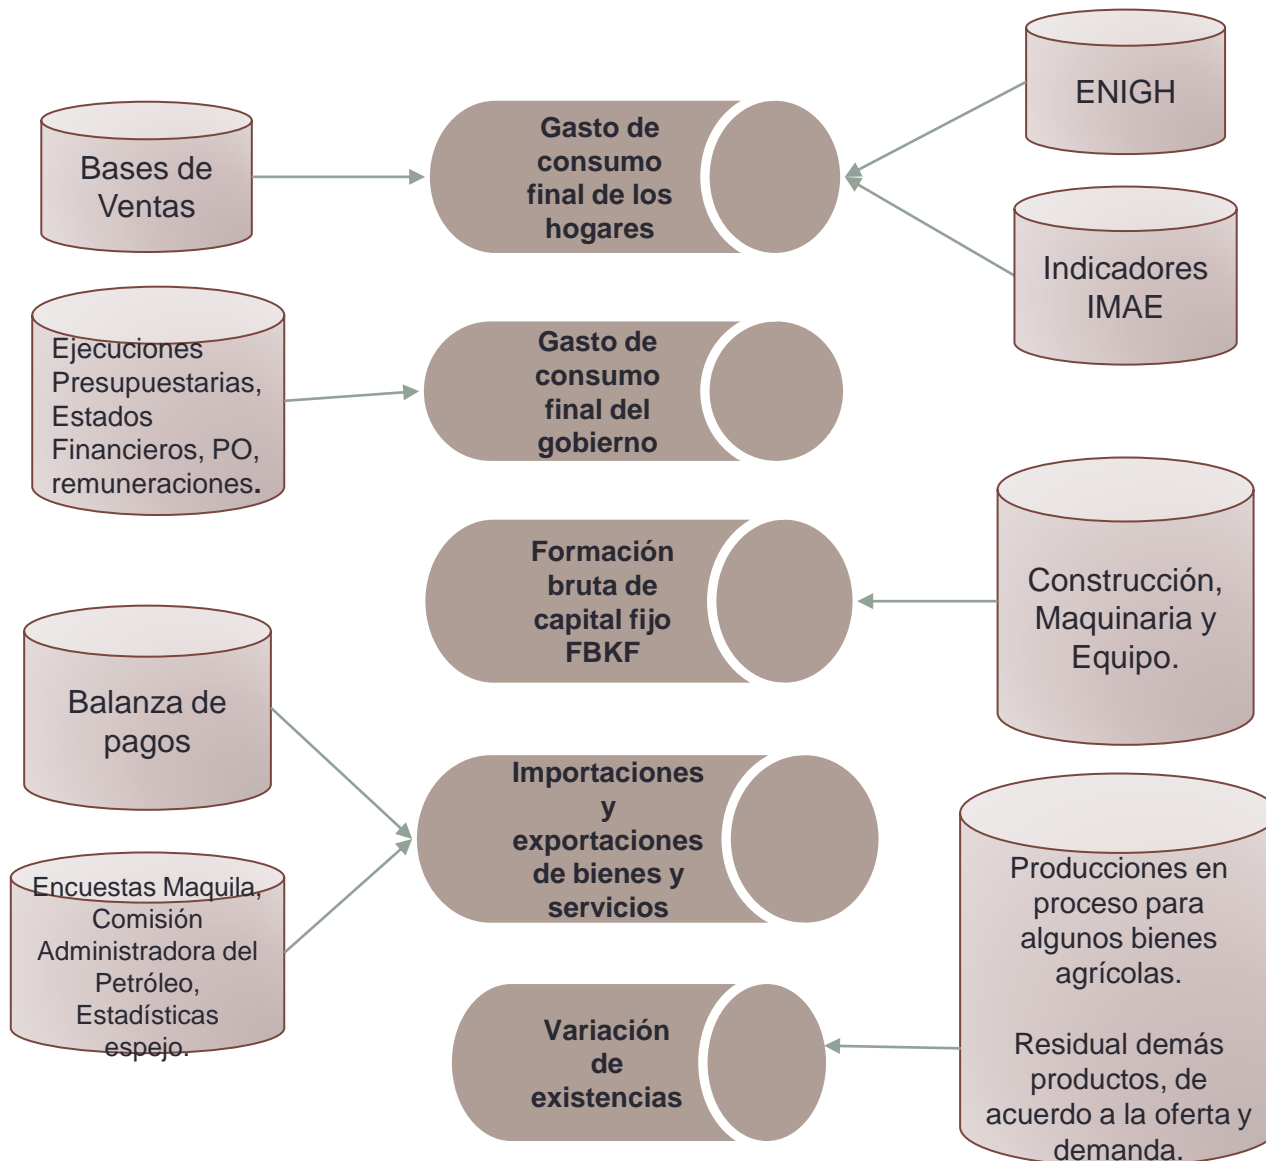 Bases de
Ventas
Gasto de
consumo
final de los
hogares
ENIGH
Indicadores
IMAE
Ejecuciones
Presupuestarias,
Estados
Financieros, PO,
remuneraciones.
Gasto de
consumo
final del
gobierno
Formación
bruta de
capital fijo
FBKF
Construcción,
Maquinaria y
Equipo.
Balanza de
pagos
Encuestas Maquila,
Comisión
Administradora del
Petróleo,
Estadísticas
espejo.
Importaciones
y
exportaciones
de bienes y
servicios
Variación
de
existencias
Producciones en
proceso para
algunos bienes
agrícolas.
Residual demás
productos, de
acuerdo a la oferta y
demanda.